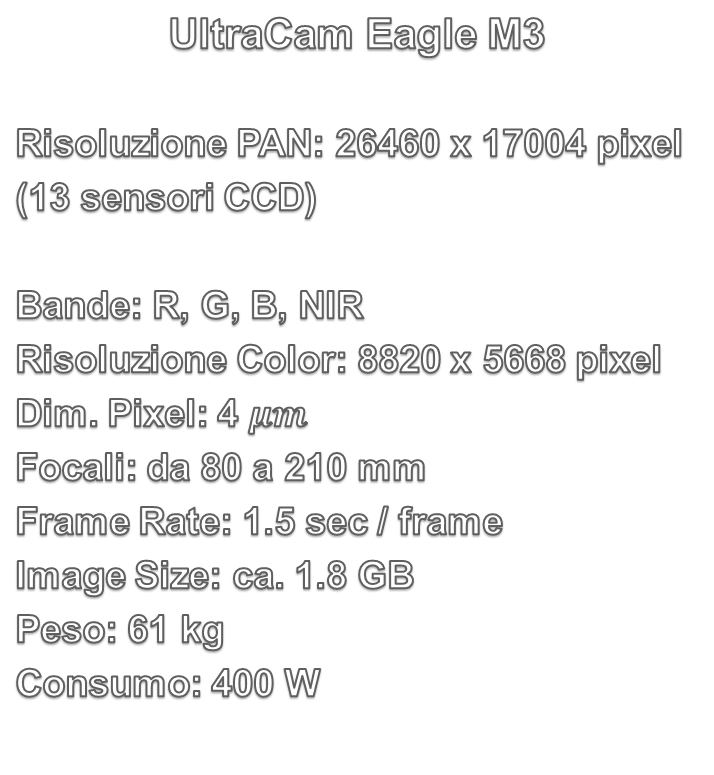 UltraCam Eagle M3
Risoluzione PAN: 26460 x 17004 pixel
(13 sensori CCD)
Bande: R, G, B, NIR
Risoluzione Color: 8820 x 5668 pixel
Dim. Pixel: 4 μm
Focali: da 80 a 210 mm
Frame Rate: 1.5 sec / frame
Image Size: ca. 1.8 GB
Peso: 61 kg
Consumo: 400 W